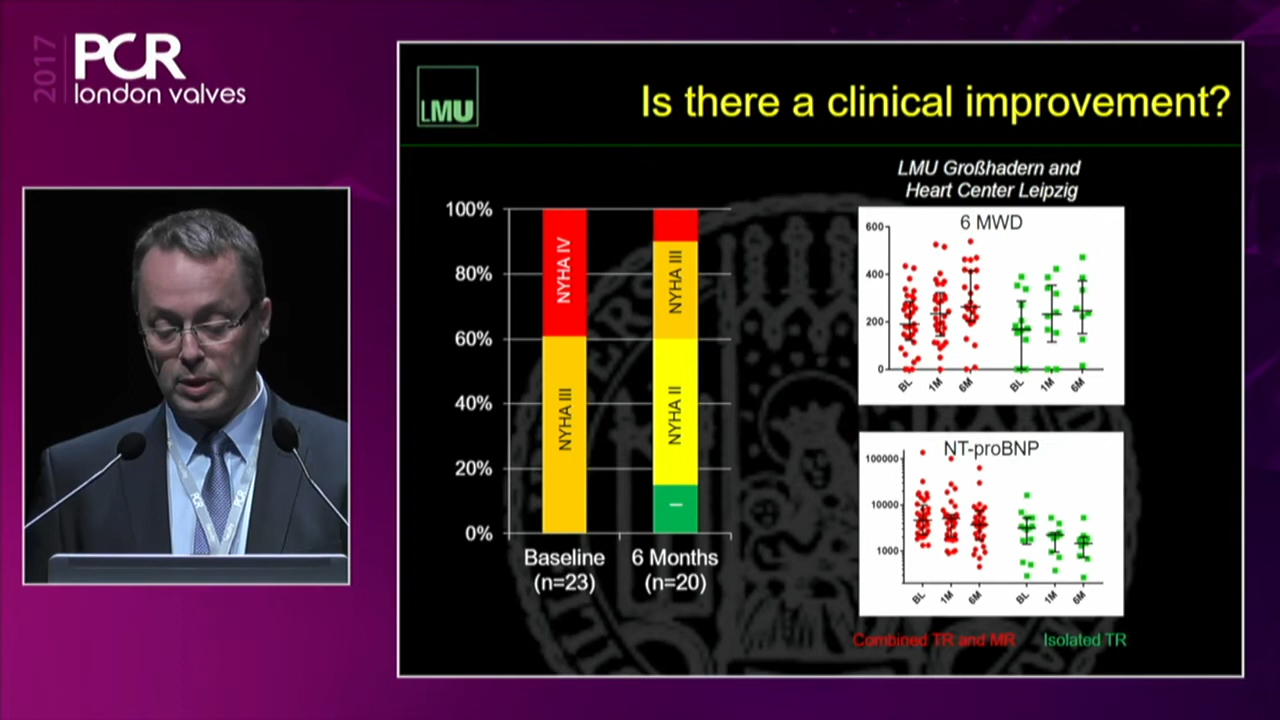 2017
PCR
london valves
LMU
Is there a clinical improvement?
LMU Großhadern and
Heart Center Leipzig
100%
80%
60%
40%
20%
0%
NYHA IV
NYHA III
NYHA III
NYHA II
I
Baseline
(n=23)
6 Months
(n=20)
6 MWD
600
400
200
0
BL
1M
6M
BL
1M
6M
NT-proBNP
100000
10000
1000
BL
1M
6M
BL
1M
6M
Combined TR and MR
Isolated TR
PCR